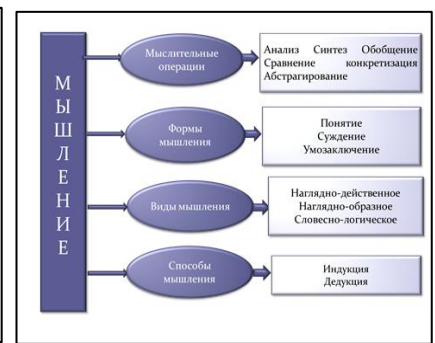 МЫШЛЕНИЕ
Мыслительные
операции
Анализ Синтез Обобщение
Сравнение конкретизация
Абстрагирование
Формы
мышления
Понятие
Суждение
Умозаключение
Виды мышления
Наглядно-действенное
Наглядно-образное
Словесно-логическое
Способы
мышления
Индукция
Дедукция